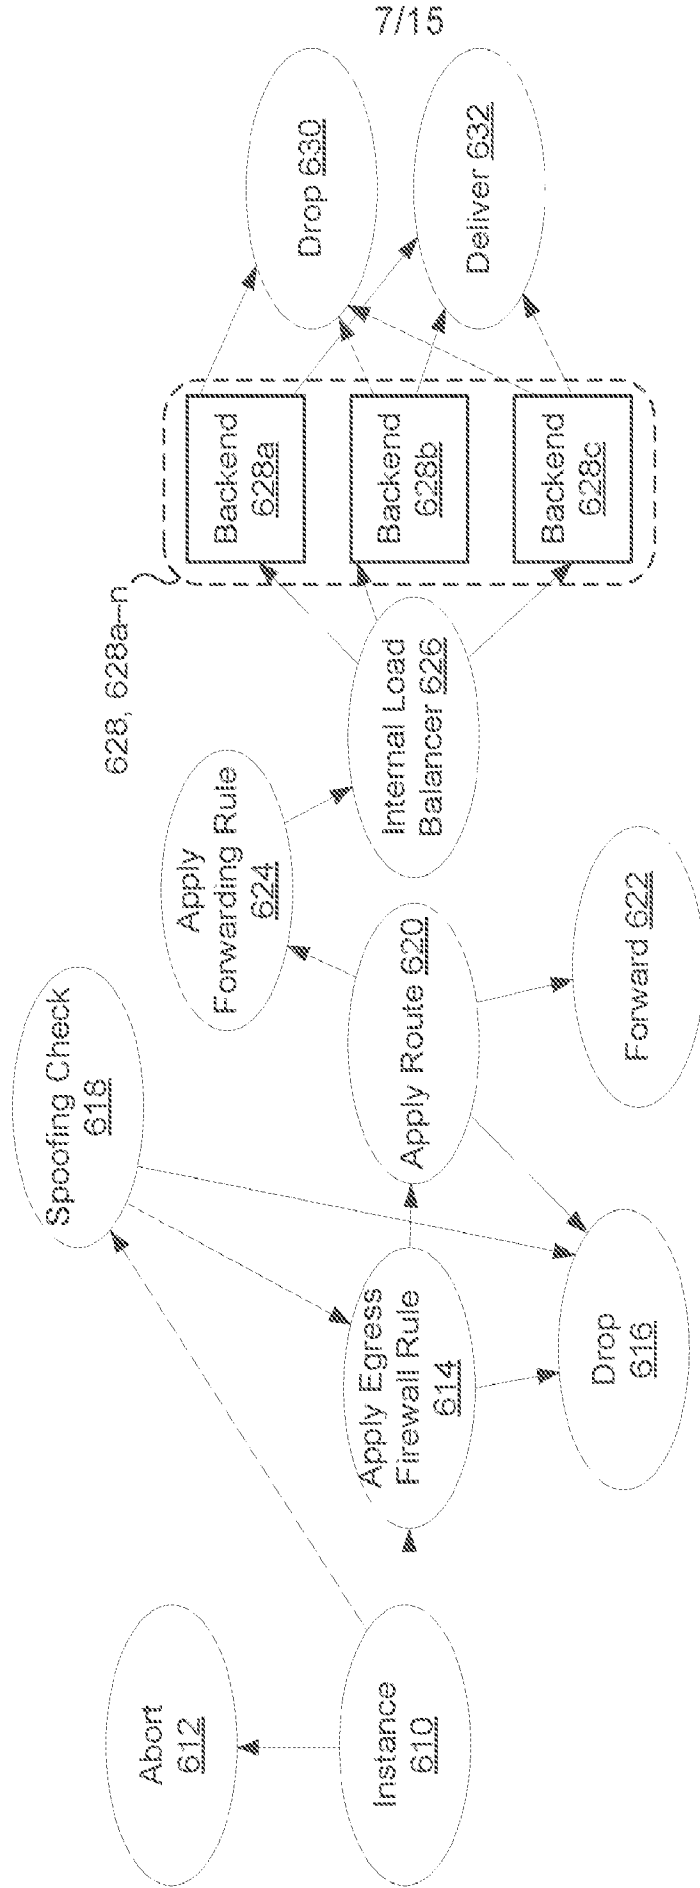 7/15
Abort
612
Instance
610
Spoofing Check
618
Apply Egress
Firewall Rule
614
Drop
616
Apply Route 620
Forward 622
Apply
Forwarding Rule
624
Internal Load
Balancer 626
628, 628a–n
Backend
628a
Backend
628b
Backend
628c
Drop 630
Deliver 632